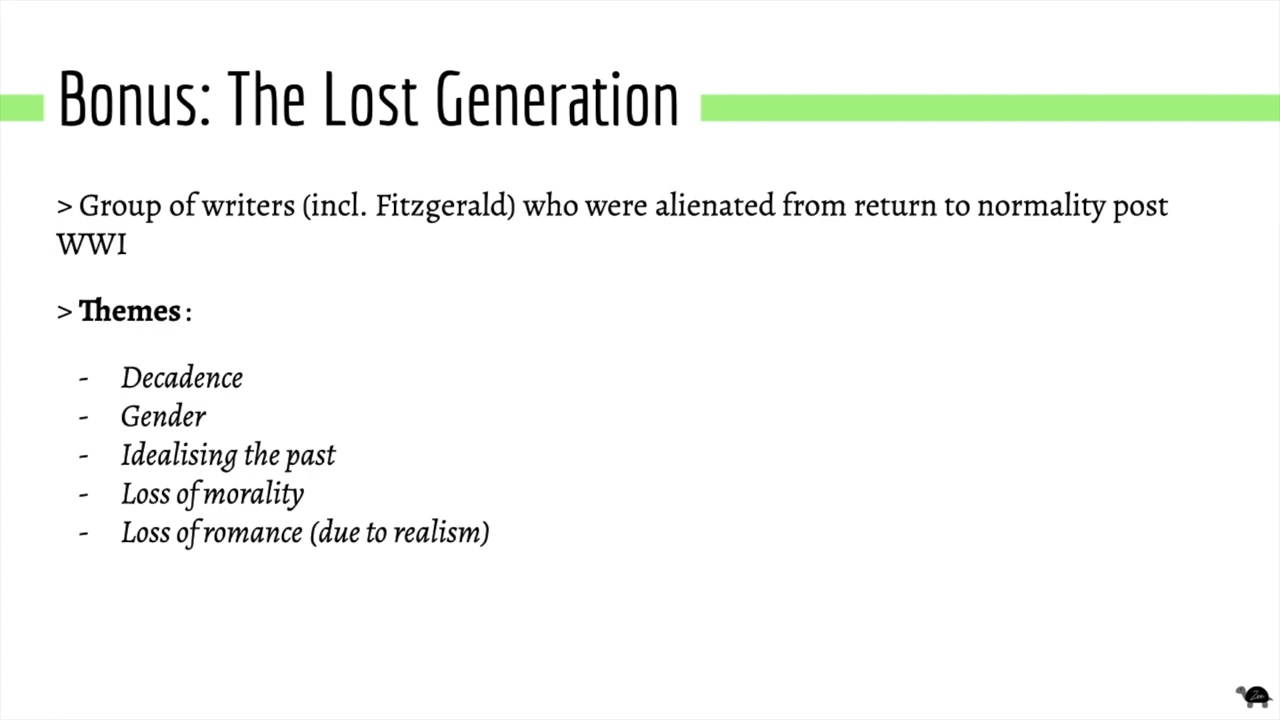 Bonus: The Lost Generation
> Group of writers (incl. Fitzgerald) who were alienated from return to normality post
WWI
> Themes :
- Decadence
- Gender
- Idealising the past
- Loss of morality
- Loss of romance (due to realism)